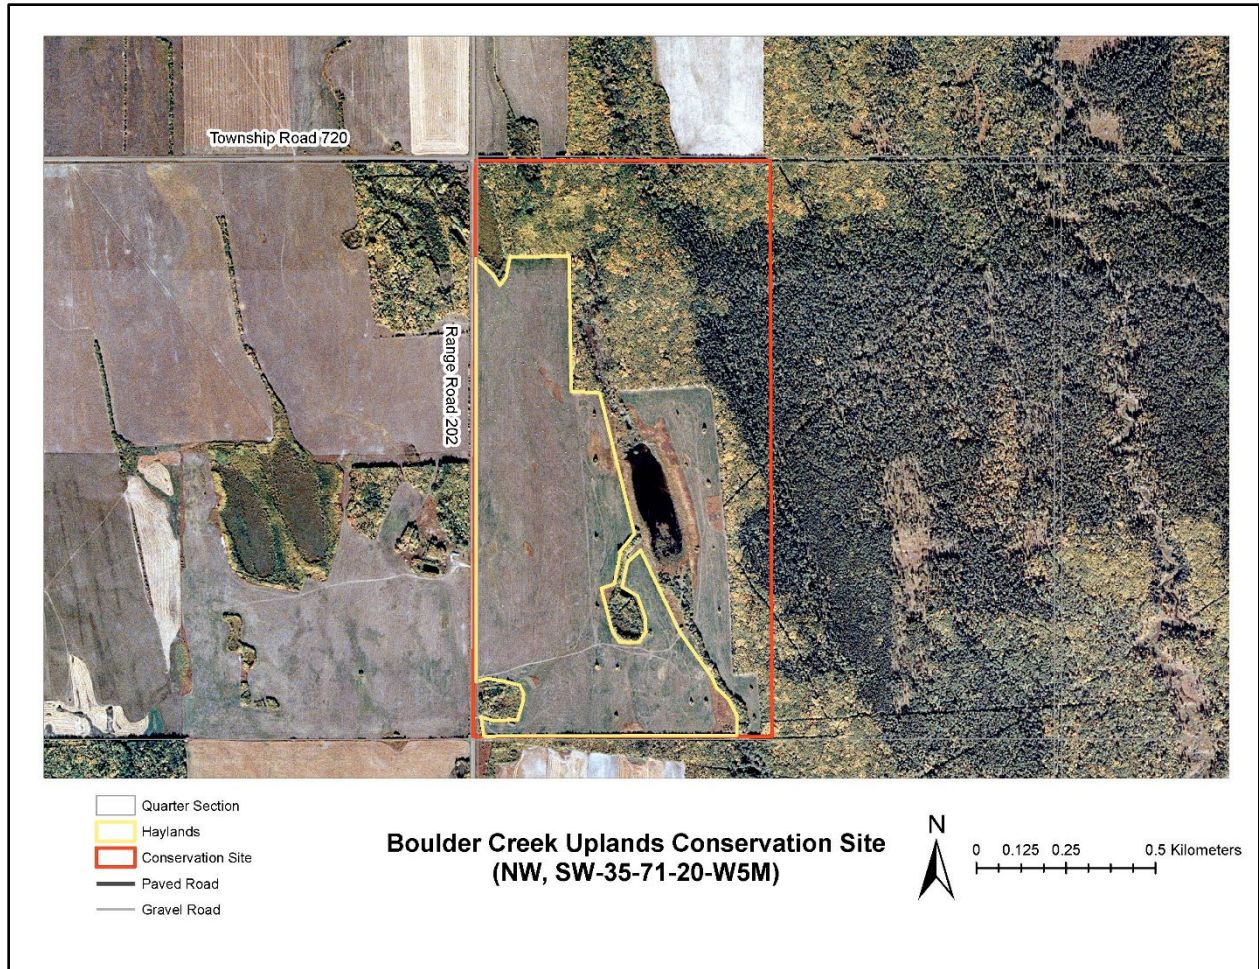 Township Road 720
Range Road 202
Quarter Section
Haylands
Conservation Site
Paved Road
Gravel Road
Boulder Creek Uplands Conservation Site
(NW, SW-35-71-20-W5M)
N
0 0.125 0.25 0.5 Kilometers